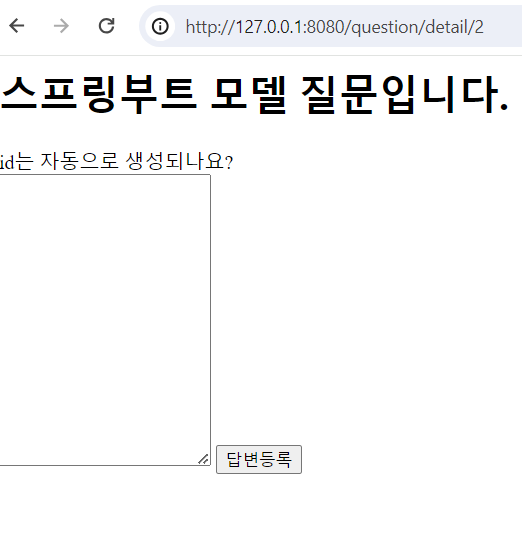 http://127.0.0.1:8080/question/detail/2
스프링부트 모델 질문입니다.
id는 자동으로 생성되나요?
답변등록